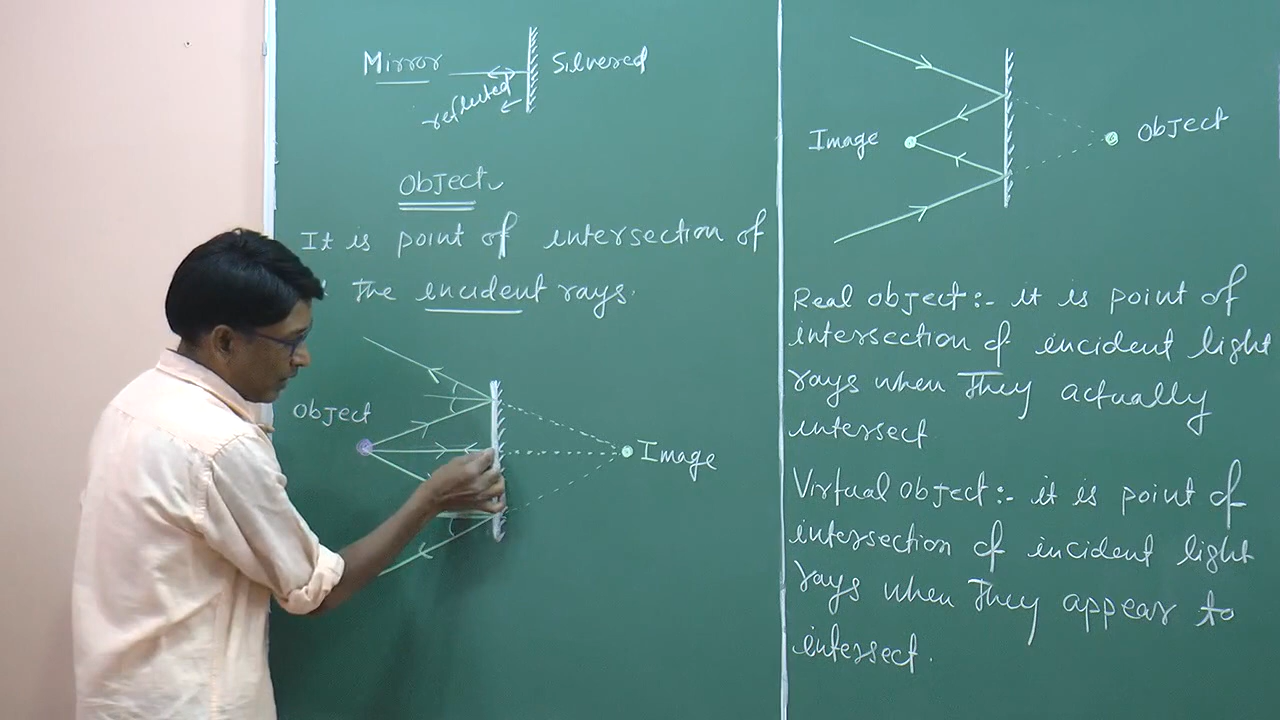 Mirror
Silvered
reflected
Object
It is point of intersection of
the incident rays.
Object
Image
Image
Object
Real object:- it is point of
intersection of incident light
rays when They actually
intersect
Virtual Object:- it is point of
intersection of incident light
rays when They appear to
intersect.